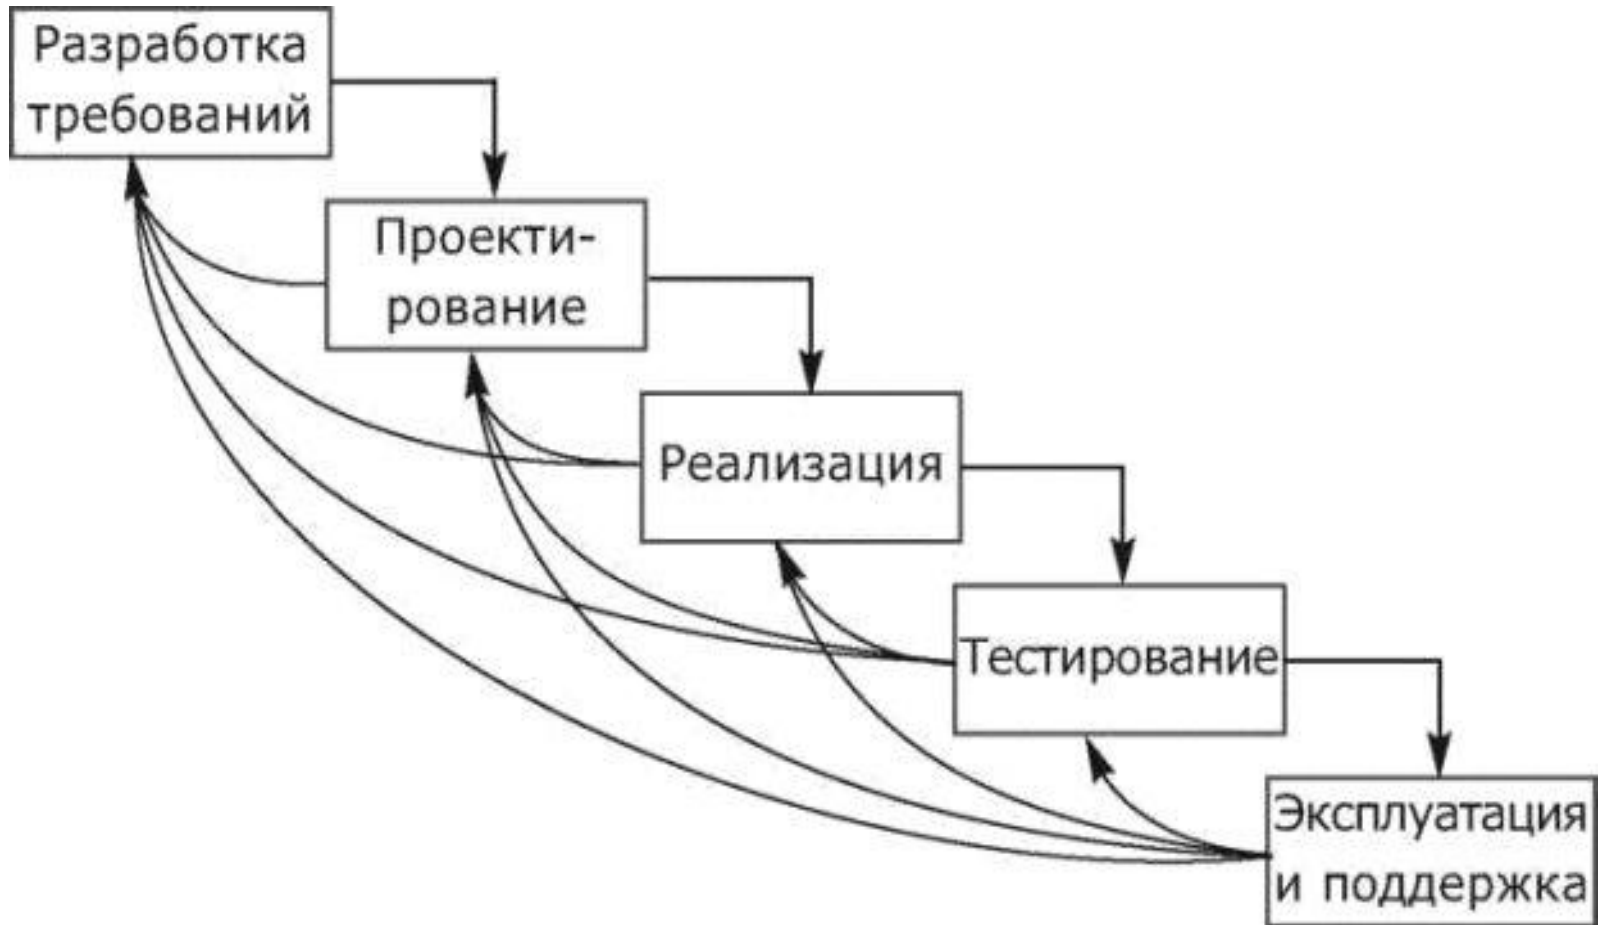 Разработка
требований
Проекти-
рование
Реализация
Тестирование
Эксплуатация
и поддержка